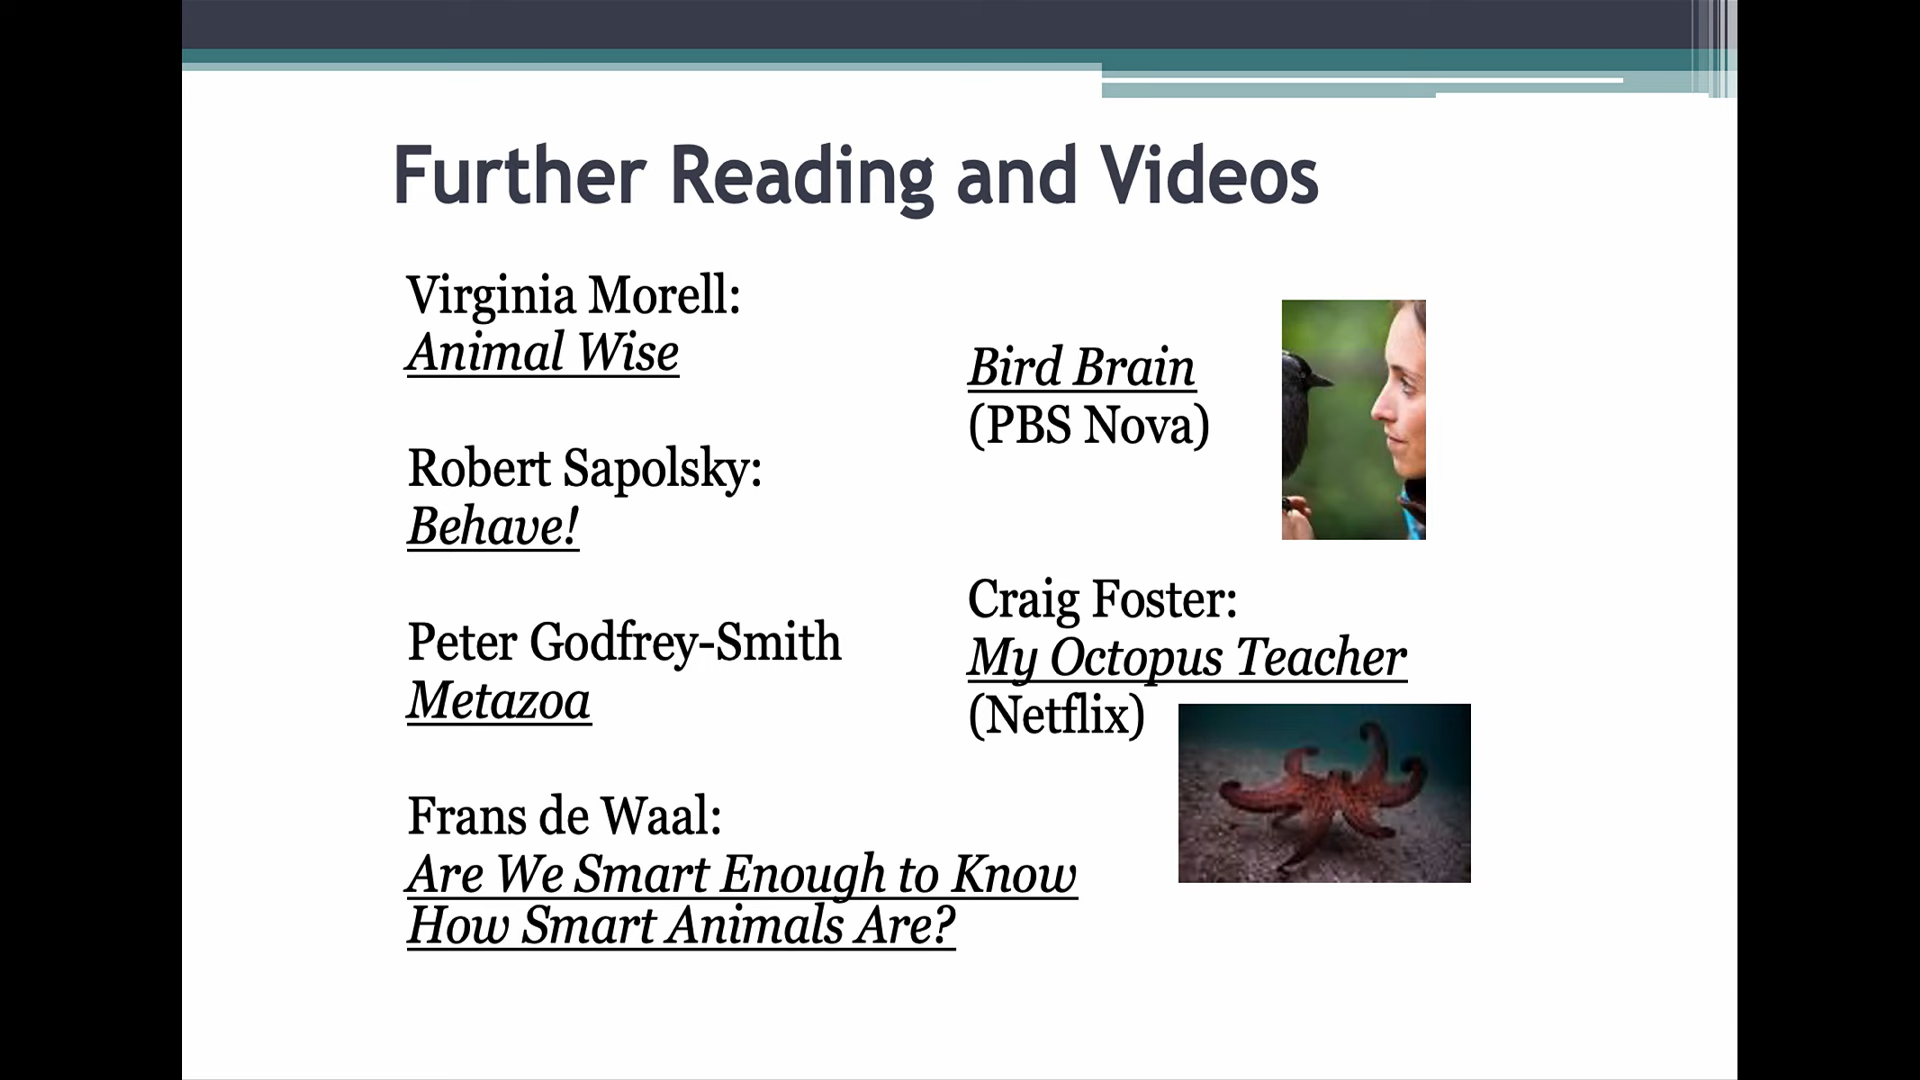 Further Reading and Videos
Virginia Morell:
Animal Wise
Robert Sapolsky:
Behave!
Peter Godfrey-Smith
Metazoa
Frans de Waal:
Are We Smart Enough to Know
How Smart Animals Are?
Bird Brain
(PBS Nova)
Craig Foster:
My Octopus Teacher
(Netflix)